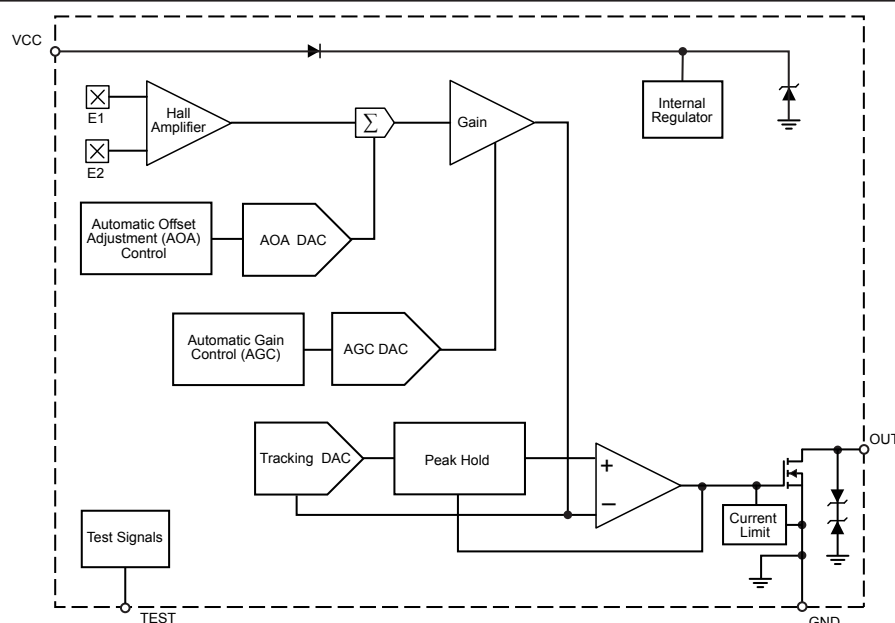 VCC
E1
E2
Hall
Amplifier
Σ
Gain
Internal
Regulator
Automatic Offset
Adjustment (AOA)
Control
AOA DAC
Automatic Gain
Control (AGC)
AGC DAC
Tracking DAC
Peak Hold
+
–
OUT
Current
Limit
Test Signals
TEST
GND